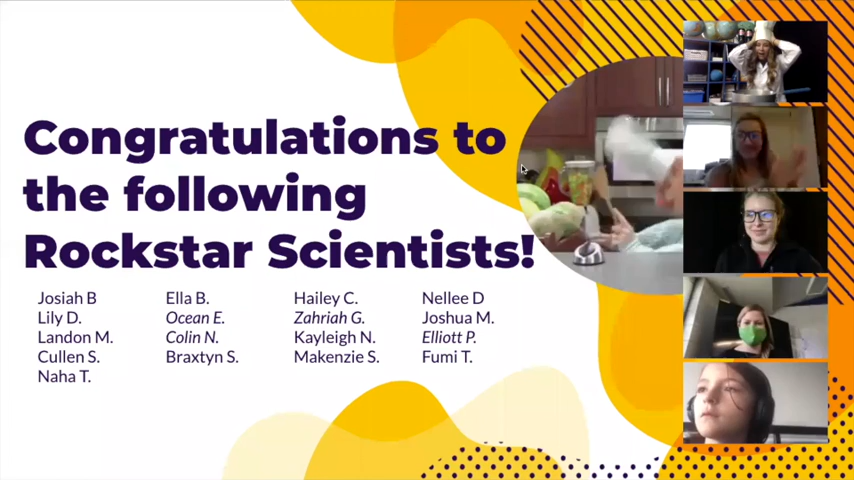 Congratulations to
the following
Rockstar Scientists!
Josiah B
Lily D.
Landon M.
Cullen S.
Naha T.
Ella B.
Ocean E.
Colin N.
Braxtyn S.
Hailey C.
Zahriah G.
Kayleigh N.
Makenzie S.
Nellee D
Joshua M.
Elliott P.
Fumi T.